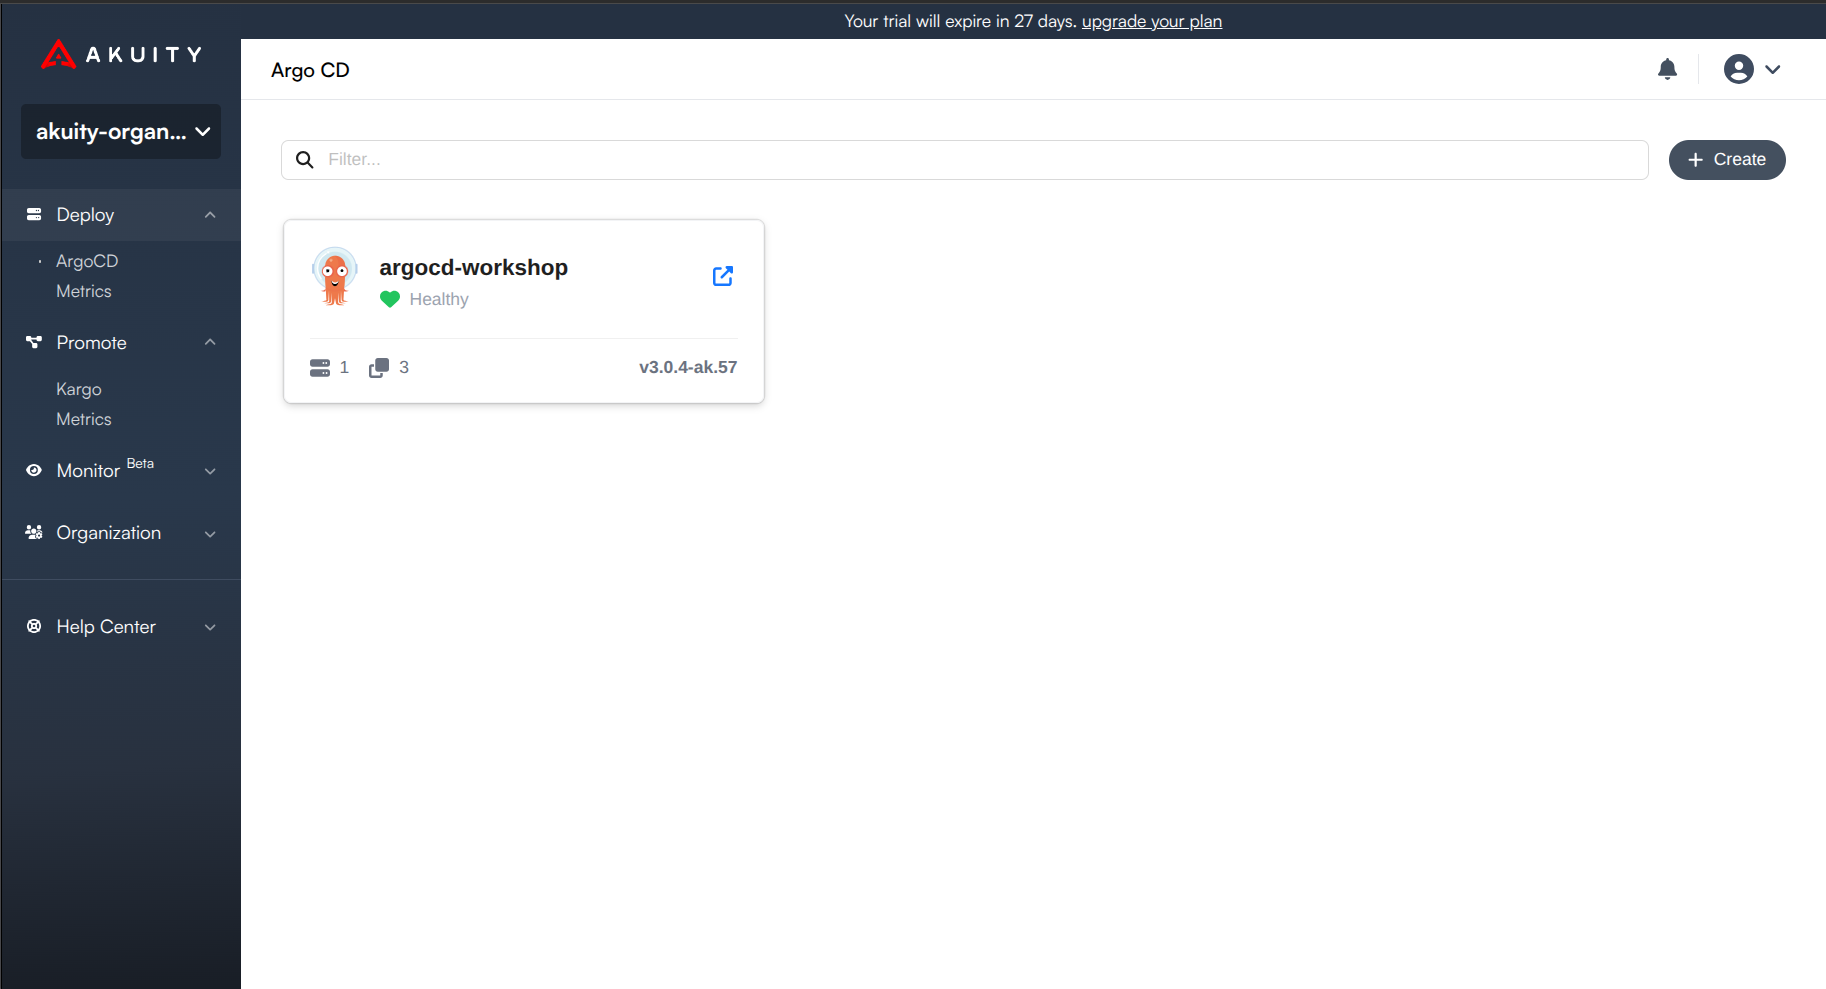 Your trial will expire in 27 days. upgrade your plan
AKUITY
akuity-organ...
Deploy
ArgoCD
Metrics
Promote
Kargo
Metrics
Monitor Beta
Organization
Help Center
Argo CD
Filter...
Create
argocd-workshop
Healthy
1 3 v3.0.4-ak.57